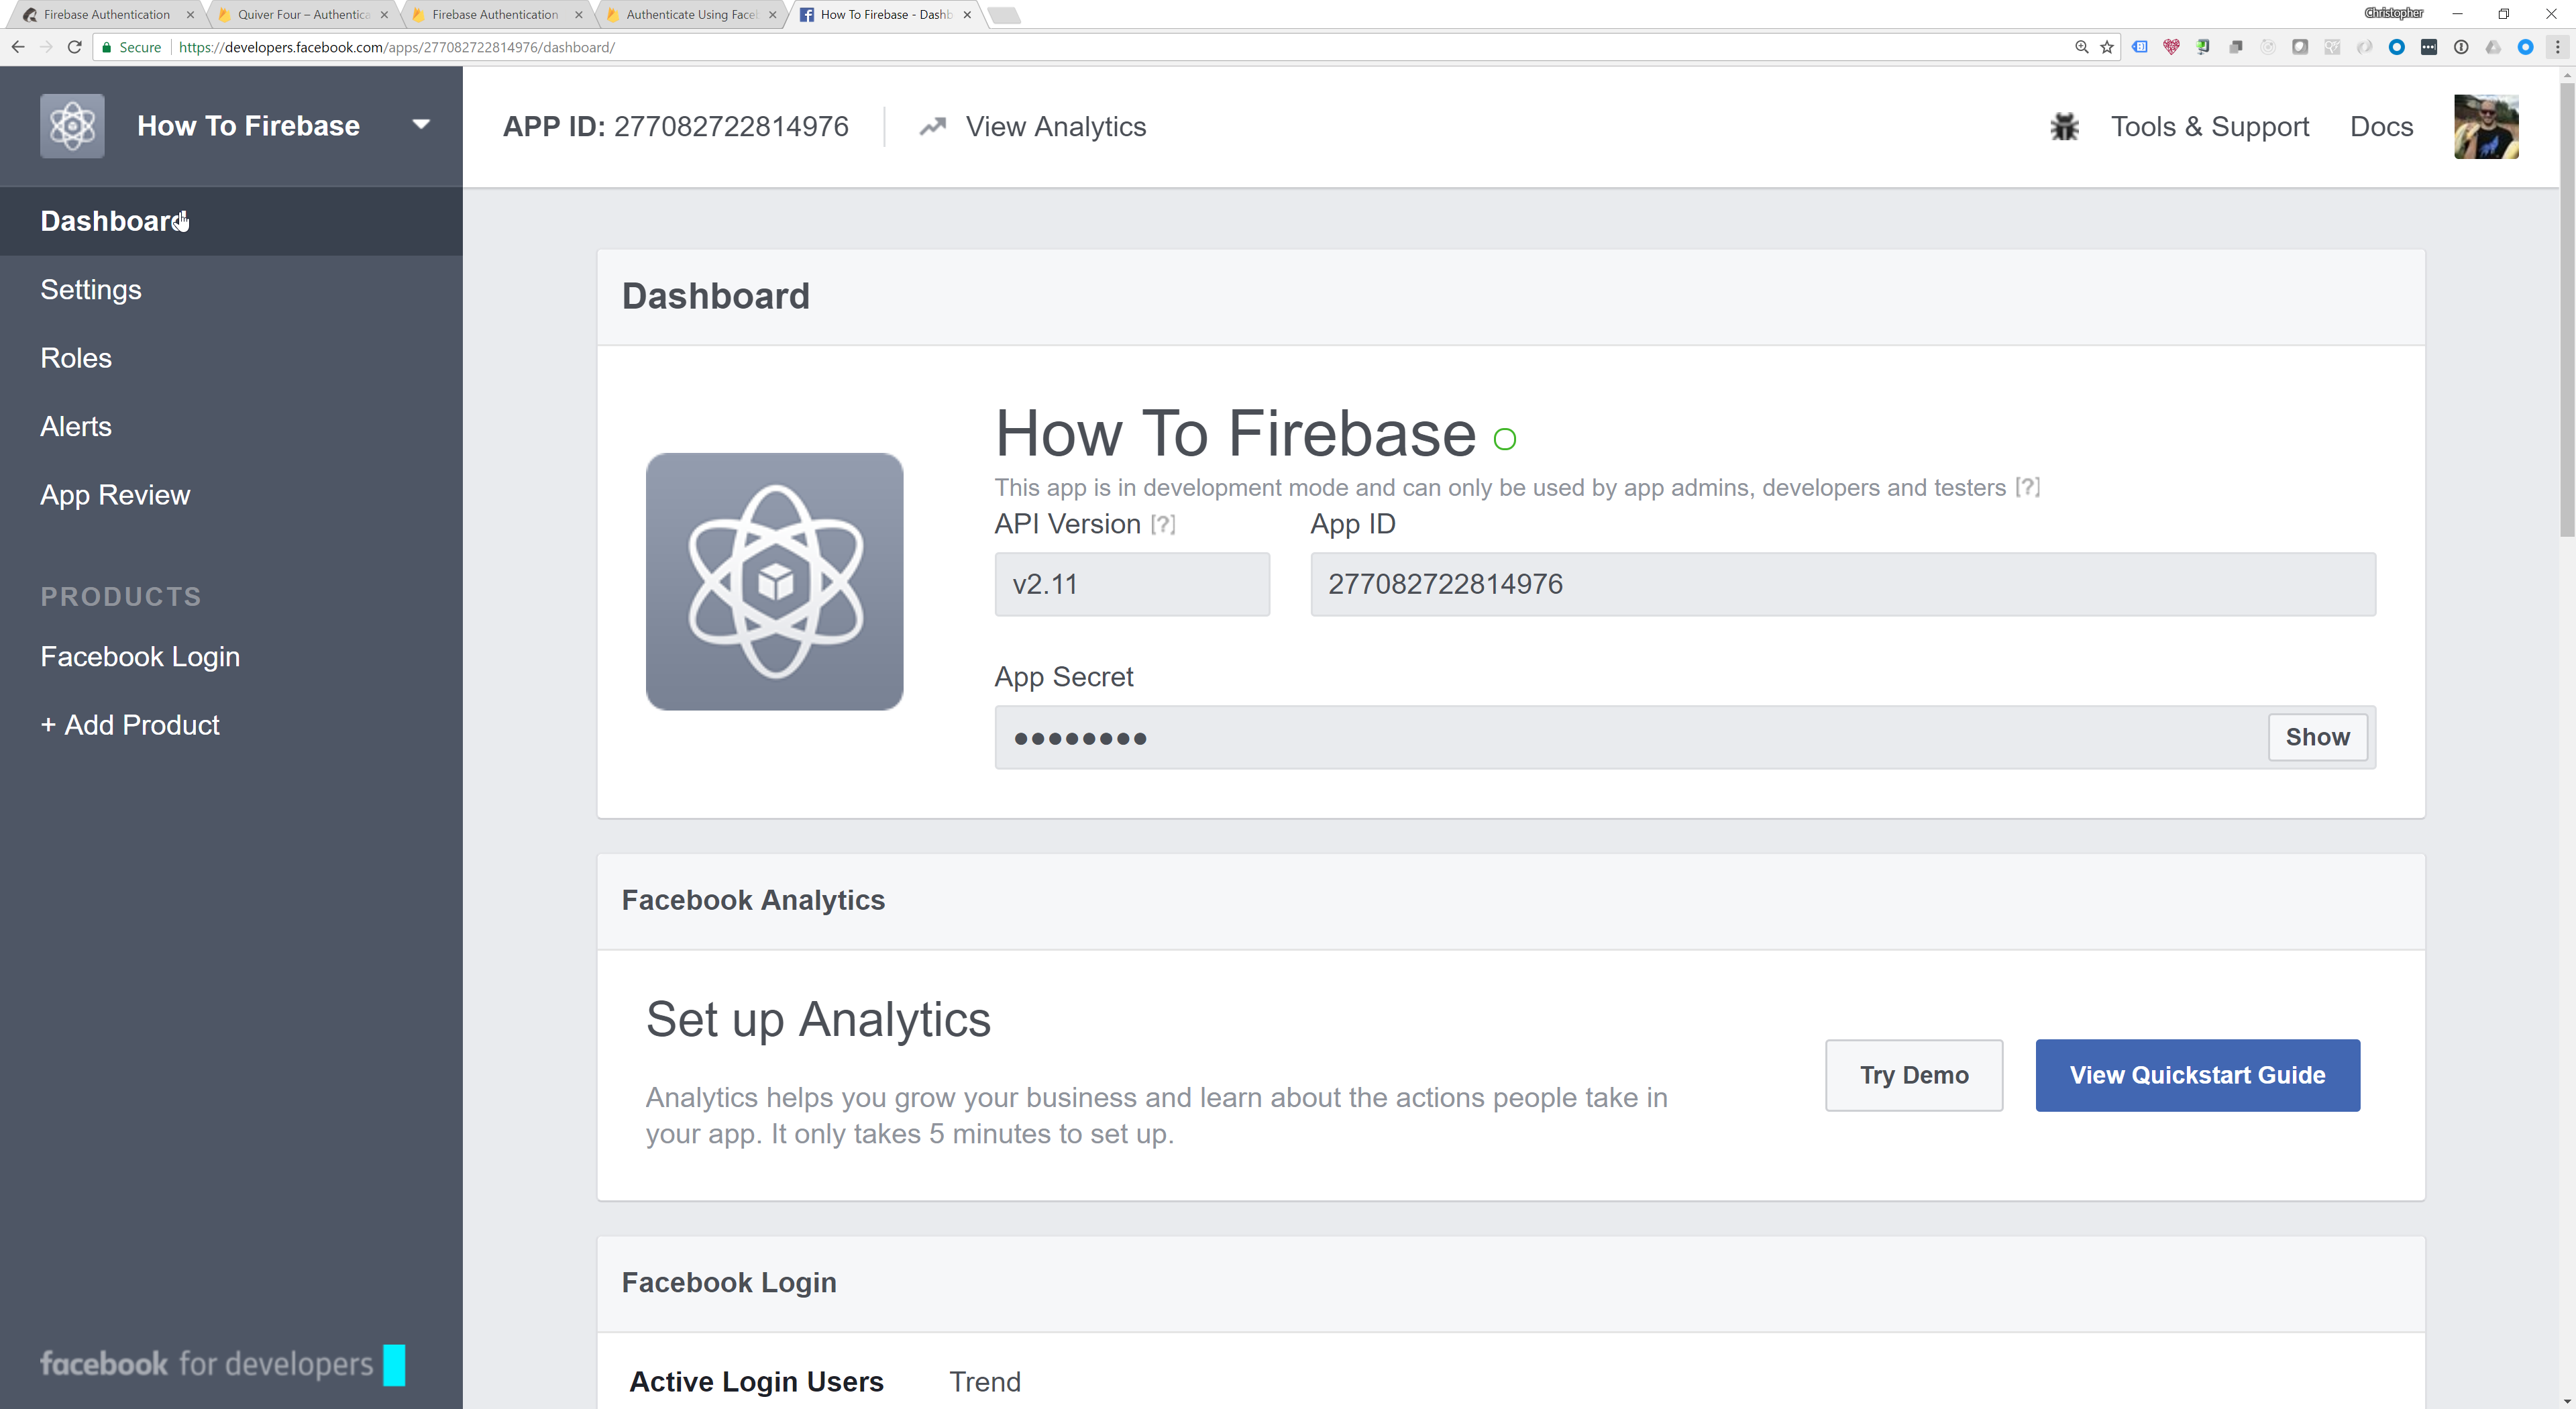 Firebase Authentication
Quiver Four – Authentica
Firebase Authentication
Authenticate Using Face
How To Firebase - Dashb
Christopher
Secure
https://developers.facebook.com/apps/277082722814976/dashboard/
How To Firebase
APP ID: 277082722814976
View Analytics
Tools & Support
Docs
Dashboard
Settings
Roles
Alerts
App Review
PRODUCTS
Facebook Login
+ Add Product
facebook for developers
Dashboard
How To Firebase
This app is in development mode and can only be used by app admins, developers and testers [?]
API Version [?]
App ID
v2.11
277082722814976
App Secret
••••••••
Show
Facebook Analytics
Set up Analytics
Analytics helps you grow your business and learn about the actions people take in
your app. It only takes 5 minutes to set up.
Try Demo
View Quickstart Guide
Facebook Login
Active Login Users
Trend